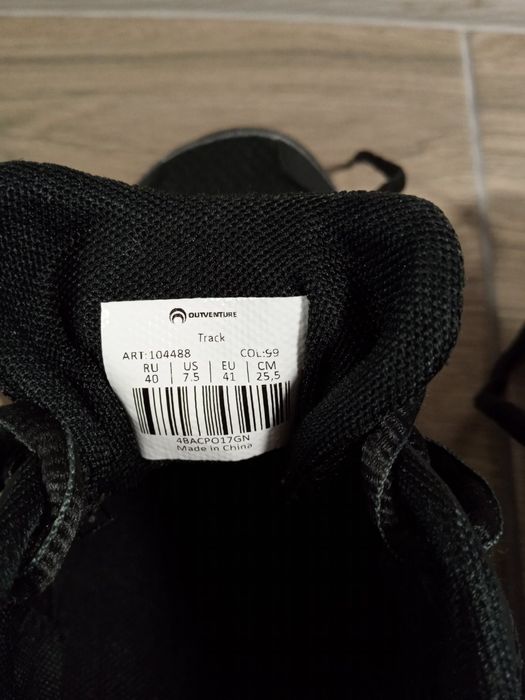 OUTVENTURE
Track
ART:104488 COL:99
RU | US | EU | CM
40 | 7.5 | 41 | 25,5
4BACPO17GN
Made in China